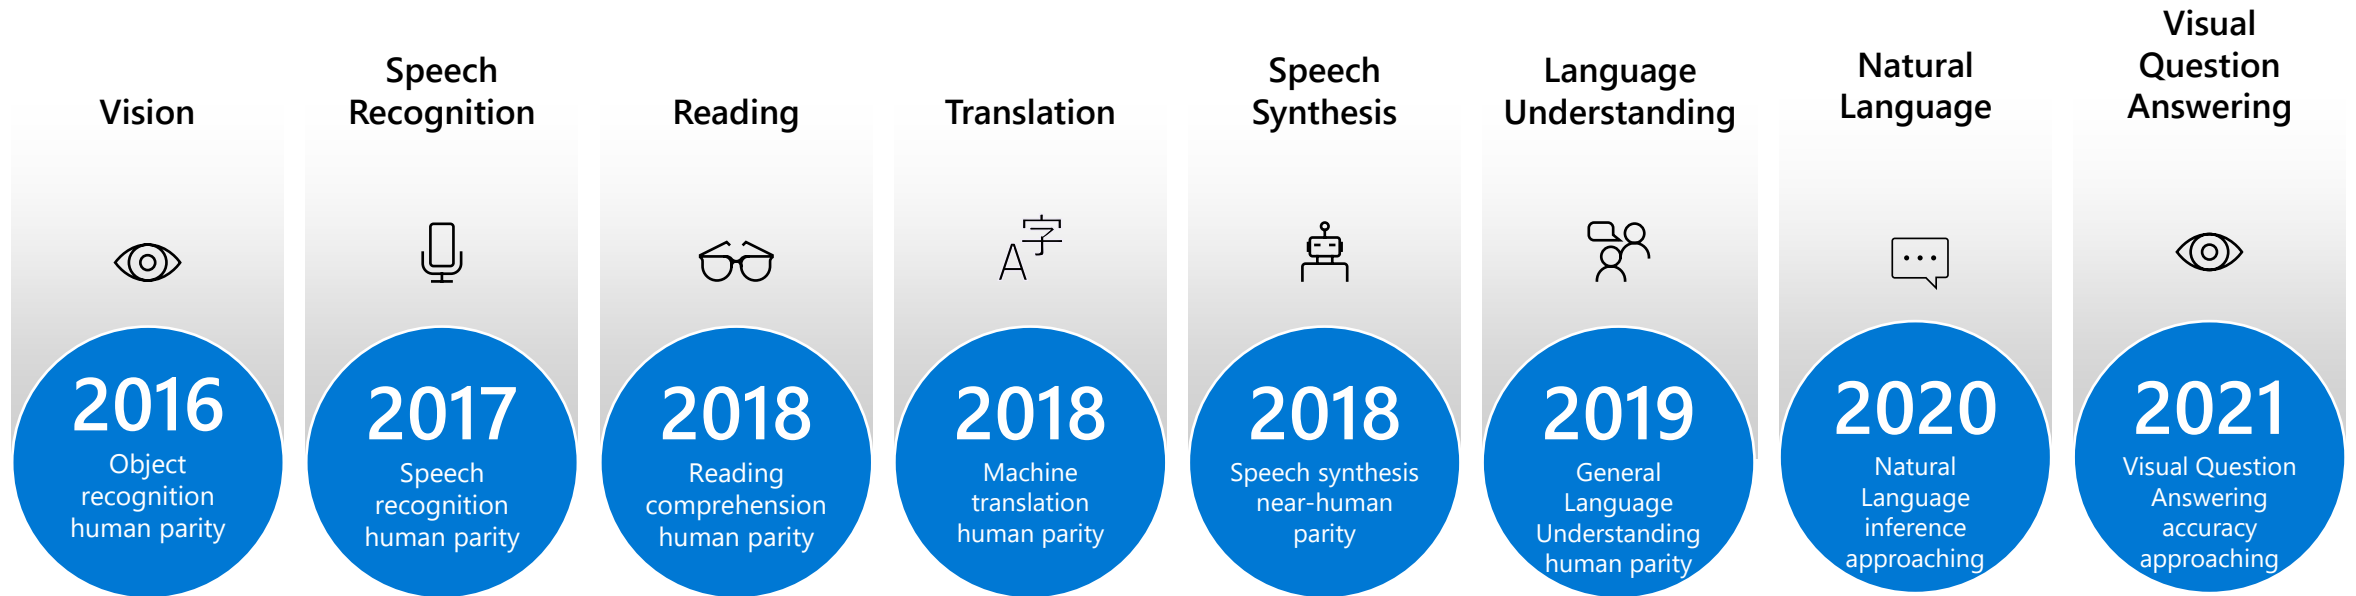 Vision
2016
Object
recognition
human parity
Speech
Recognition
2017
Speech
recognition
human parity
Reading
2018
Reading
comprehension
human parity
Translation
A字
2018
Machine
translation
human parity
Speech
Synthesis
2018
Speech synthesis
near-human
parity
Language
Understanding
2019
General
Language
Understanding
human parity
Natural
Language
2020
Natural
Language
inference
approaching
Visual
Question
Answering
2021
Visual Question
Answering
accuracy
approaching